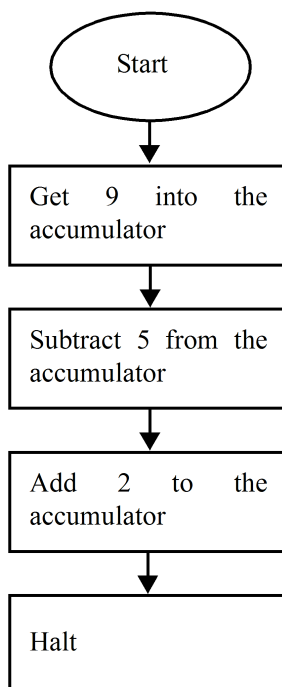 Start
Get 9 into the
accumulator
Subtract 5 from the
accumulator
Add 2 to the
accumulator
Halt